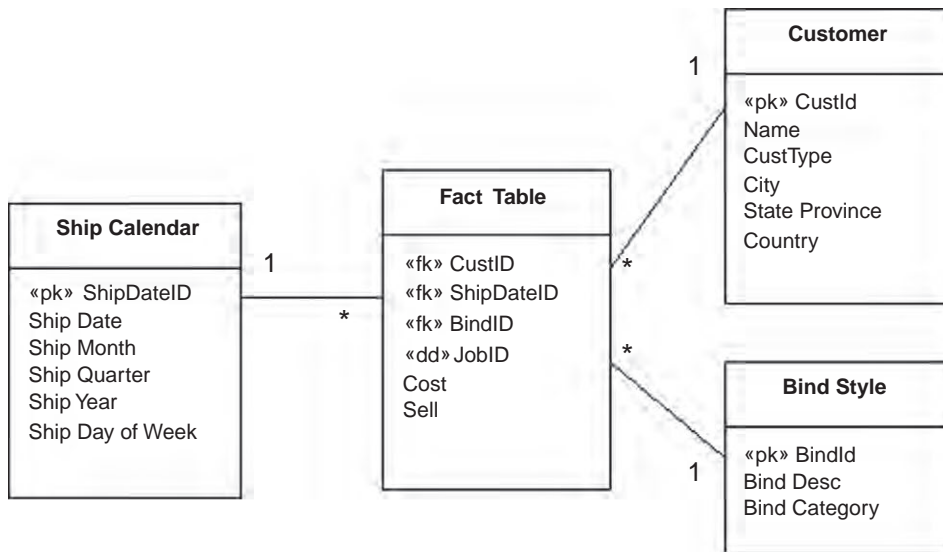 Ship Calendar
«pk» ShipDateID
Ship Date
Ship Month
Ship Quarter
Ship Year
Ship Day of Week
1
*
Fact Table
«fk» CustID
«fk» ShipDateID
«fk» BindID
«dd» JobID
Cost
Sell
*
1
Customer
«pk» CustId
Name
CustType
City
State Province
Country
*
1
Bind Style
«pk» BindId
Bind Desc
Bind Category